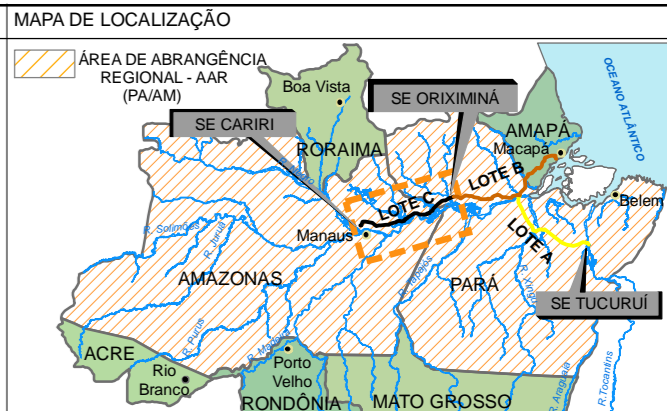 MAPA DE LOCALIZAÇÃO
ÁREA DE ABRANGÊNCIA
REGIONAL - AAR
(PA/AM)
OCEANO ATLÂNTICO
Boa Vista
SE ORIXIMINÁ
SE CARIRI
AMAPÁ
Macapá
RORAIMA
LOTE B
LOTE C
Belem
R. Solimões
R. Juruá
Manaus
LOTE A
R. Tapajós
AMAZONAS
PARÁ
R. Xingu
SE TUCURUÍ
R. Purus
R. Madeira
ACRE
Rio
Branco
Porto
Velho
RONDÔNIA
MATO GROSSO
R. Araguaia
R.Tocantins